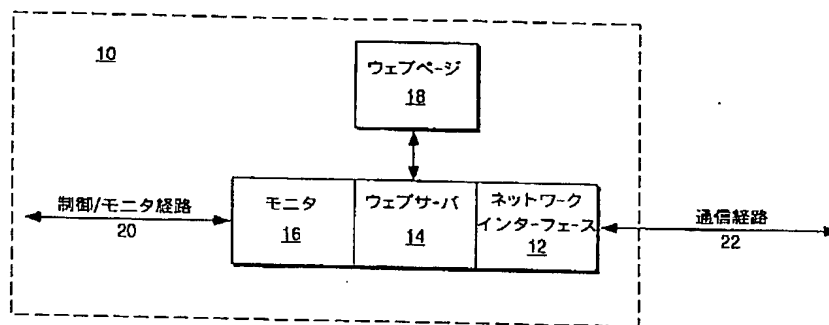 10
ウェブページ
18
制御/モニタ経路
20
モニタ
16
ウェブサーバ
14
ネットワーク
インターフェース
12
通信経路
22